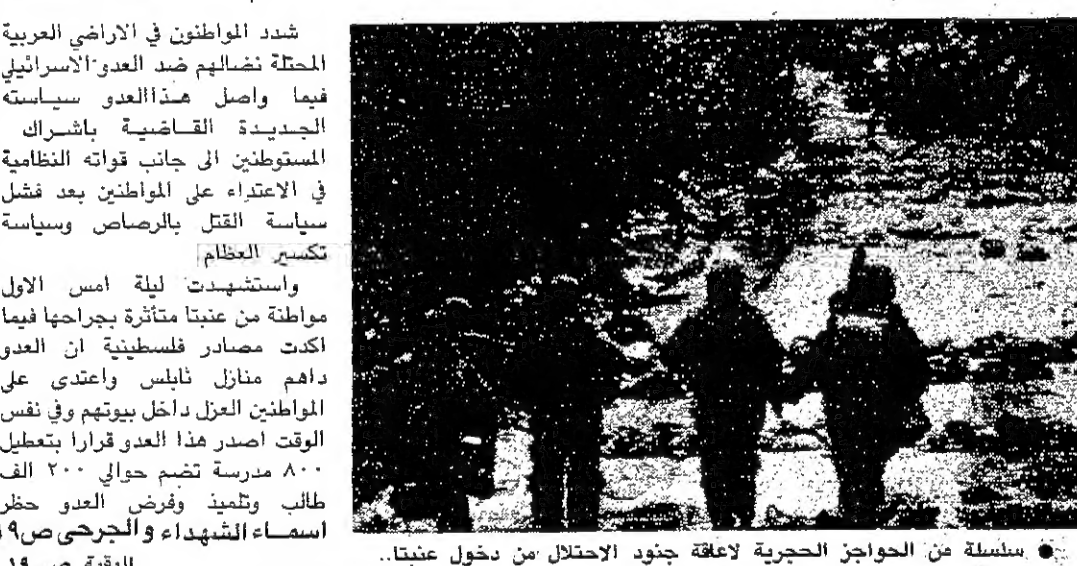 شدد المواطنون في الاراضي العربية
المحتلة نضالهم ضد العدو الاسرائيلي
فيما واصل هذا العدو سياسته
الجديدة القاضية باشراك
المستوطنين الى جانب قواته النظامية
في الاعتداء على المواطنين بعد فشل
سياسة القتل بالرصاص وسياسة
تكسير العظام
واستشهدت ليلة امس الاول
مواطنة من عنبتا متأثرة بجراحها فيما
اكدت مصادر فلسطينية ان العدو
داهم منازل نابلس واعتدى على
المواطنين العزل داخل بيوتهم وفي نفس
الوقت اصدر هذا العدو قرارا بتعطيل
٨٠٠ مدرسة تضم حوالي ٢٠٠ الف
طالب وتلميذ وفرض العدو حظر
اسماء الشهداء والجرحى ص١٩
البقية ص ١٩
● سلسلة من الحواجز الحجرية لاعاقة جنود الاحتلال من دخول عنبتا..